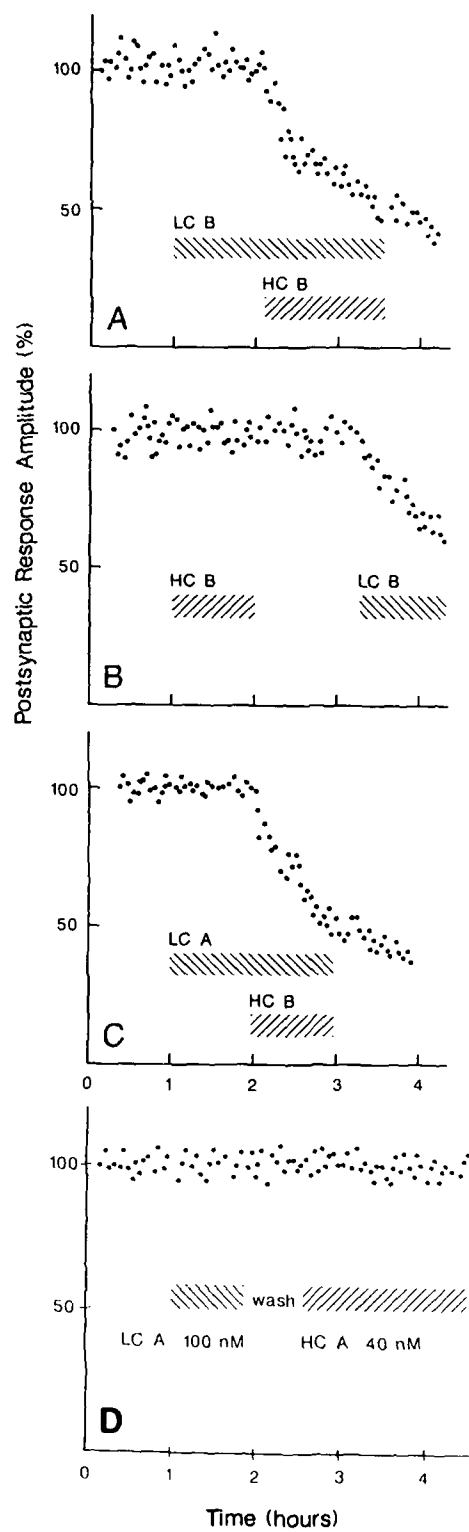 Postsynaptic Response Amplitude (%)
100
50
LC B
HC B
A
100
50
HC B
LC B
B
100
50
LC A
HC B
C
0 1 2 3 4
100
50
wash
LC A 100 nM HC A 40 nM
D
0
0 1 2 3 4
Time (hours)